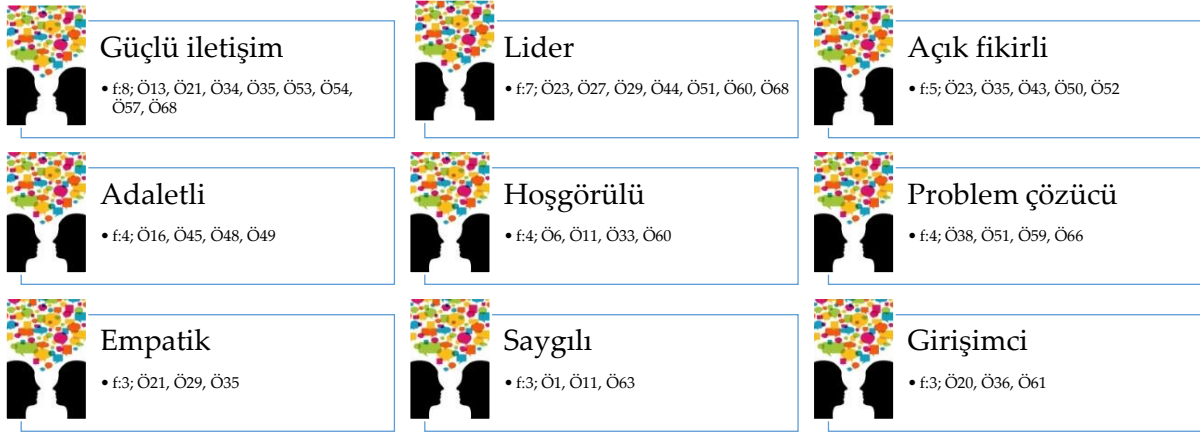 Güçlü iletişim
• f:8; Ö13, Ö21, Ö34, Ö35, Ö53, Ö54,
Ö57, Ö68
Lider
• f:7; Ö23, Ö27, Ö29, Ö44, Ö51, Ö60, Ö68
Açık fikirli
• f:5; Ö23, Ö35, Ö43, Ö50, Ö52
Adaletli
• f:4; Ö16, Ö45, Ö48, Ö49
Hoşgörülü
• f:4; Ö6, Ö11, Ö33, Ö60
Problem çözücü
• f:4; Ö38, Ö51, Ö59, Ö66
Empatik
• f:3; Ö21, Ö29, Ö35
Saygılı
• f:3; Ö1, Ö11, Ö63
Girişimci
• f:3; Ö20, Ö36, Ö61